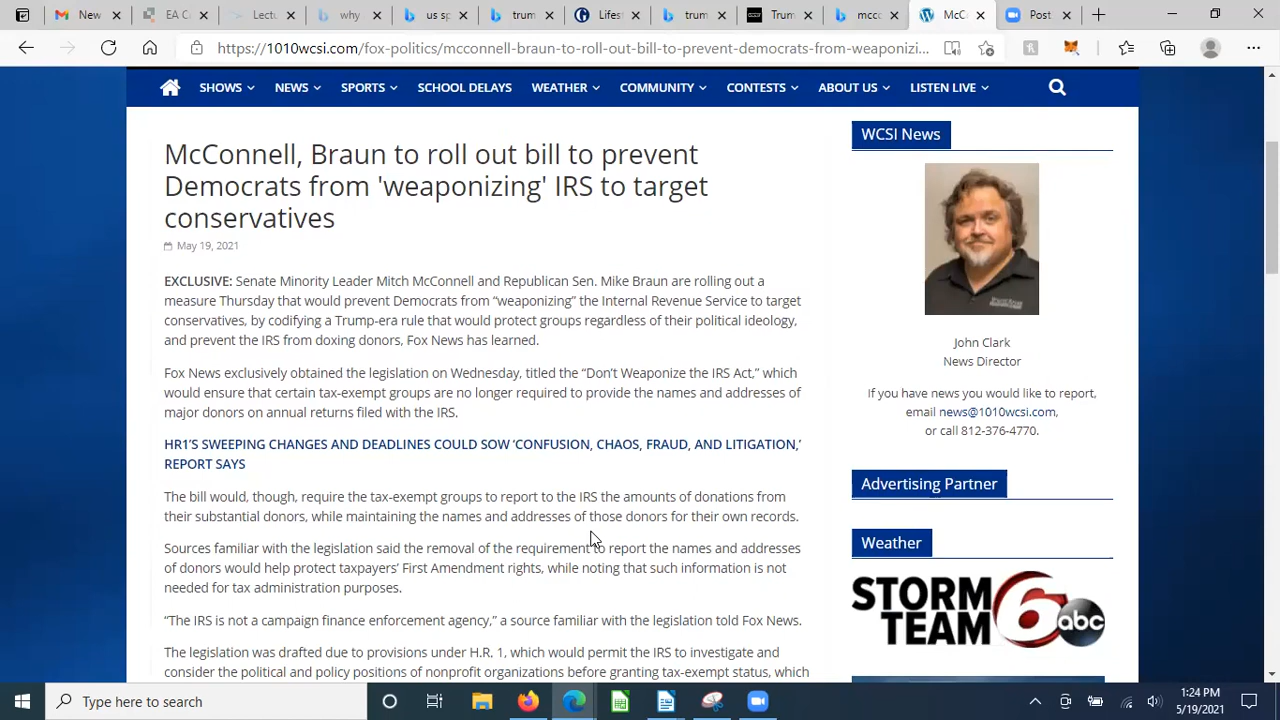 New
EA C
Lectu
why
us sp
trum
Lifest
trum
Trum
mcco
McCo
Post
https://1010wcsi.com/fox-politics/mcconnell-braun-to-roll-out-bill-to-prevent-democrats-from-weaponizi...
SHOWS NEWS SPORTS SCHOOL DELAYS WEATHER COMMUNITY CONTESTS ABOUT US LISTEN LIVE
McConnell, Braun to roll out bill to prevent
Democrats from 'weaponizing' IRS to target
conservatives
May 19, 2021
EXCLUSIVE: Senate Minority Leader Mitch McConnell and Republican Sen. Mike Braun are rolling out a
measure Thursday that would prevent Democrats from “weaponizing” the Internal Revenue Service to target
conservatives, by codifying a Trump-era rule that would protect groups regardless of their political ideology,
and prevent the IRS from doxing donors, Fox News has learned.
Fox News exclusively obtained the legislation on Wednesday, titled the “Don’t Weaponize the IRS Act,” which
would ensure that certain tax-exempt groups are no longer required to provide the names and addresses of
major donors on annual returns filed with the IRS.
HR1’S SWEEPING CHANGES AND DEADLINES COULD SOW ‘CONFUSION, CHAOS, FRAUD, AND LITIGATION,’
REPORT SAYS
The bill would, though, require the tax-exempt groups to report to the IRS the amounts of donations from
their substantial donors, while maintaining the names and addresses of those donors for their own records.
Sources familiar with the legislation said the removal of the requirement to report the names and addresses
of donors would help protect taxpayers’ First Amendment rights, while noting that such information is not
needed for tax administration purposes.
“The IRS is not a campaign finance enforcement agency,” a source familiar with the legislation told Fox News.
The legislation was drafted due to provisions under H.R. 1, which would permit the IRS to investigate and
consider the political and policy positions of nonprofit organizations before granting tax-exempt status, which
WCSI News
John Clark
News Director
If you have news you would like to report,
email news@1010wcsi.com,
or call 812-376-4770.
Advertising Partner
Weather
STORM
TEAM 6 abc
Type here to search
1:24 PM
5/19/2021